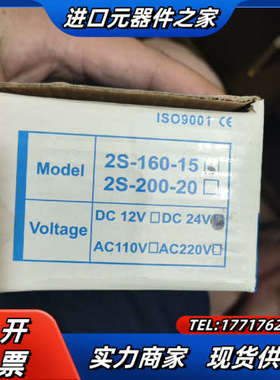 进口元器件之家
ISO9001 CE
Model
2S-160-15
2S-200-20
Voltage
DC 12V DC 24V
AC110V AC220V
开
票
TEL:1771762
实力商家 现货供